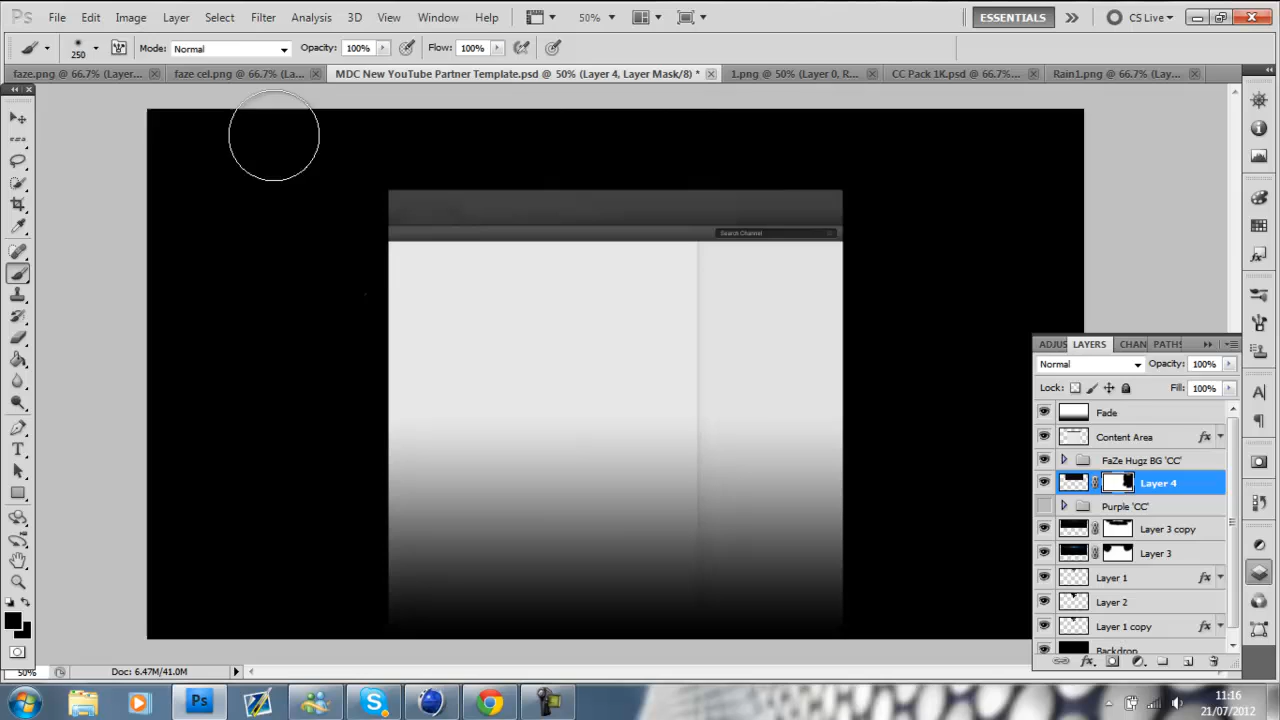 Ps File Edit Image Layer Select Filter Analysis 3D View Window Help 50% ESSENTIALS CS Live
250 Mode: Normal Opacity: 100% Flow: 100%
faze.png @ 66.7% (Layer... faze cel.png @ 66.7% (La... MDC New YouTube Partner Template.psd @ 50% (Layer 4, Layer Mask/8) * 1.png @ 50% (Layer 0, R... CC Pack 1K.psd @ 66.7%... Rain1.png @ 66.7% (Lay...
Search Channel
ADJUS LAYERS CHAN PATHS
Normal Opacity: 100%
Lock: Fill: 100%
Fade
Content Area fx
FaZe Hugz BG 'CC'
Layer 4
Purple 'CC'
Layer 3 copy
Layer 3
Layer 1 fx
Layer 2
Layer 1 copy fx
Backdrop
50% Doc: 6.47M/41.0M
11:16
21/07/2012